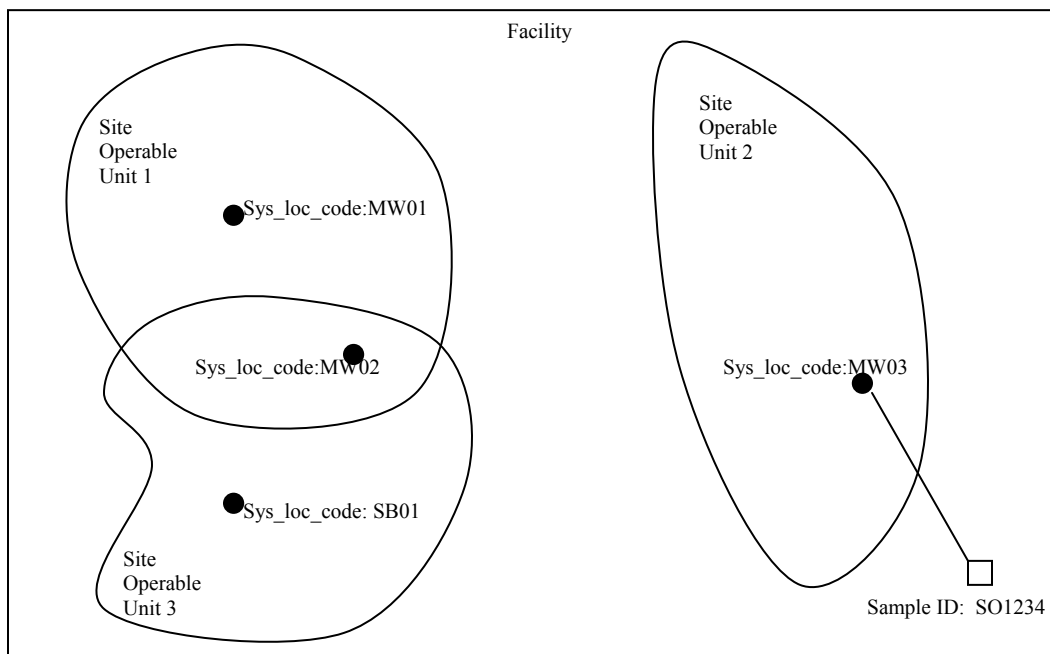 Facility
Site
Operable
Unit 1
Sys_loc_code:MW01
Sys_loc_code:MW02
Sys_loc_code: SB01
Site
Operable
Unit 3
Site
Operable
Unit 2
Sys_loc_code:MW03
Sample ID:  SO1234